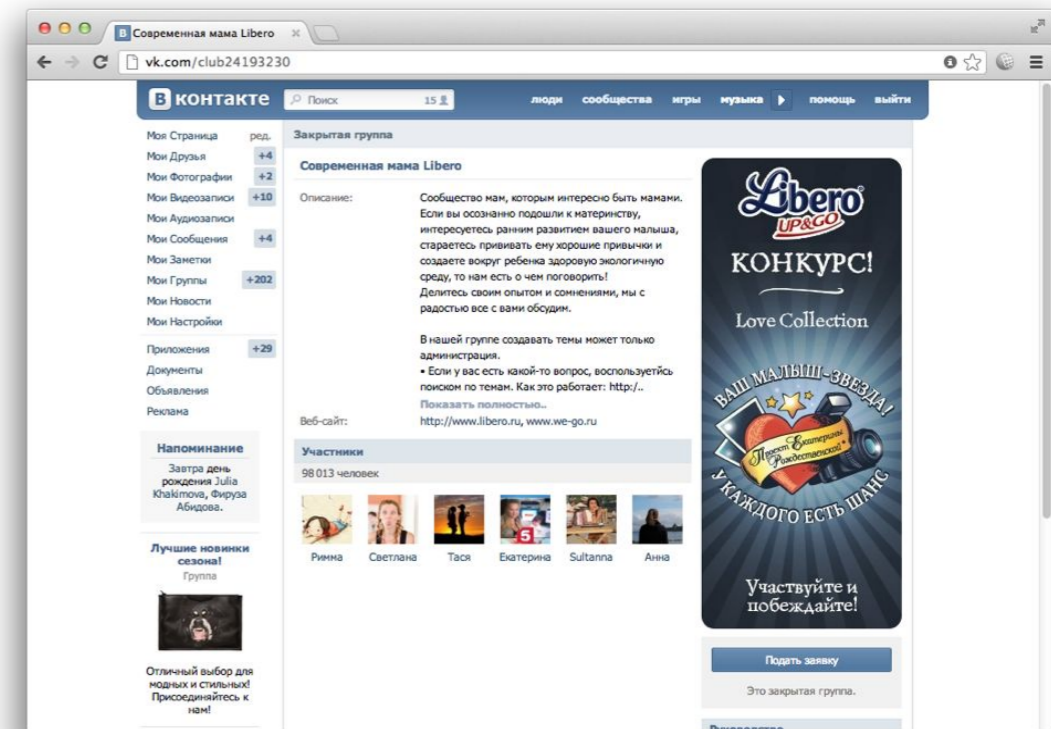 Современная мама Libero
vk.com/club24193230
В контакте
Поиск
15
люди сообщества игры музыка помощь выйти
Моя Страница ред.
Мои Друзья +4
Мои Фотографии +2
Мои Видеозаписи +10
Мои Аудиозаписи
Мои Сообщения +4
Мои Заметки
Мои Группы +202
Мои Новости
Мои Настройки
Приложения +29
Документы
Объявления
Реклама
Напоминание
Завтра день
рождения Julia
Khakimova, Фируза
Абидова.
Лучшие новинки
сезона!
Группа
Отличный выбор для
модных и стильных!
Присоединяйтесь к
нам!
Закрытая группа
Современная мама Libero
Описание:
Сообщество мам, которым интересно быть мамами.
Если вы осознанно подошли к материнству,
интересуетесь ранним развитием вашего малыша,
стараетесь прививать ему хорошие привычки и
создаете вокруг ребенка здоровую экологичную
среду, то нам есть о чем поговорить!
Делитесь своим опытом и сомнениями, мы с
радостью все с вами обсудим.
В нашей группе создавать темы может только
администрация.
• Если у вас есть какой-то вопрос, воспользуетйсь
поиском по темам. Как это работает: http:/..
Показать полностью..
Веб-сайт: http://www.libero.ru, www.we-go.ru
Участники
98 013 человек
5
Римма Светлана Тася Екатерина Sultanna Анна
Libero
UP&GO
КОНКУРС!
Love Collection
ВАШ МАЛЫШ-ЗВЕЗДА!
Проект Екатерины
Рождественской
У КАЖДОГО ЕСТЬ ШАНС
Участвуйте и
побеждайте!
Подать заявку
Это закрытая группа.
Руководство